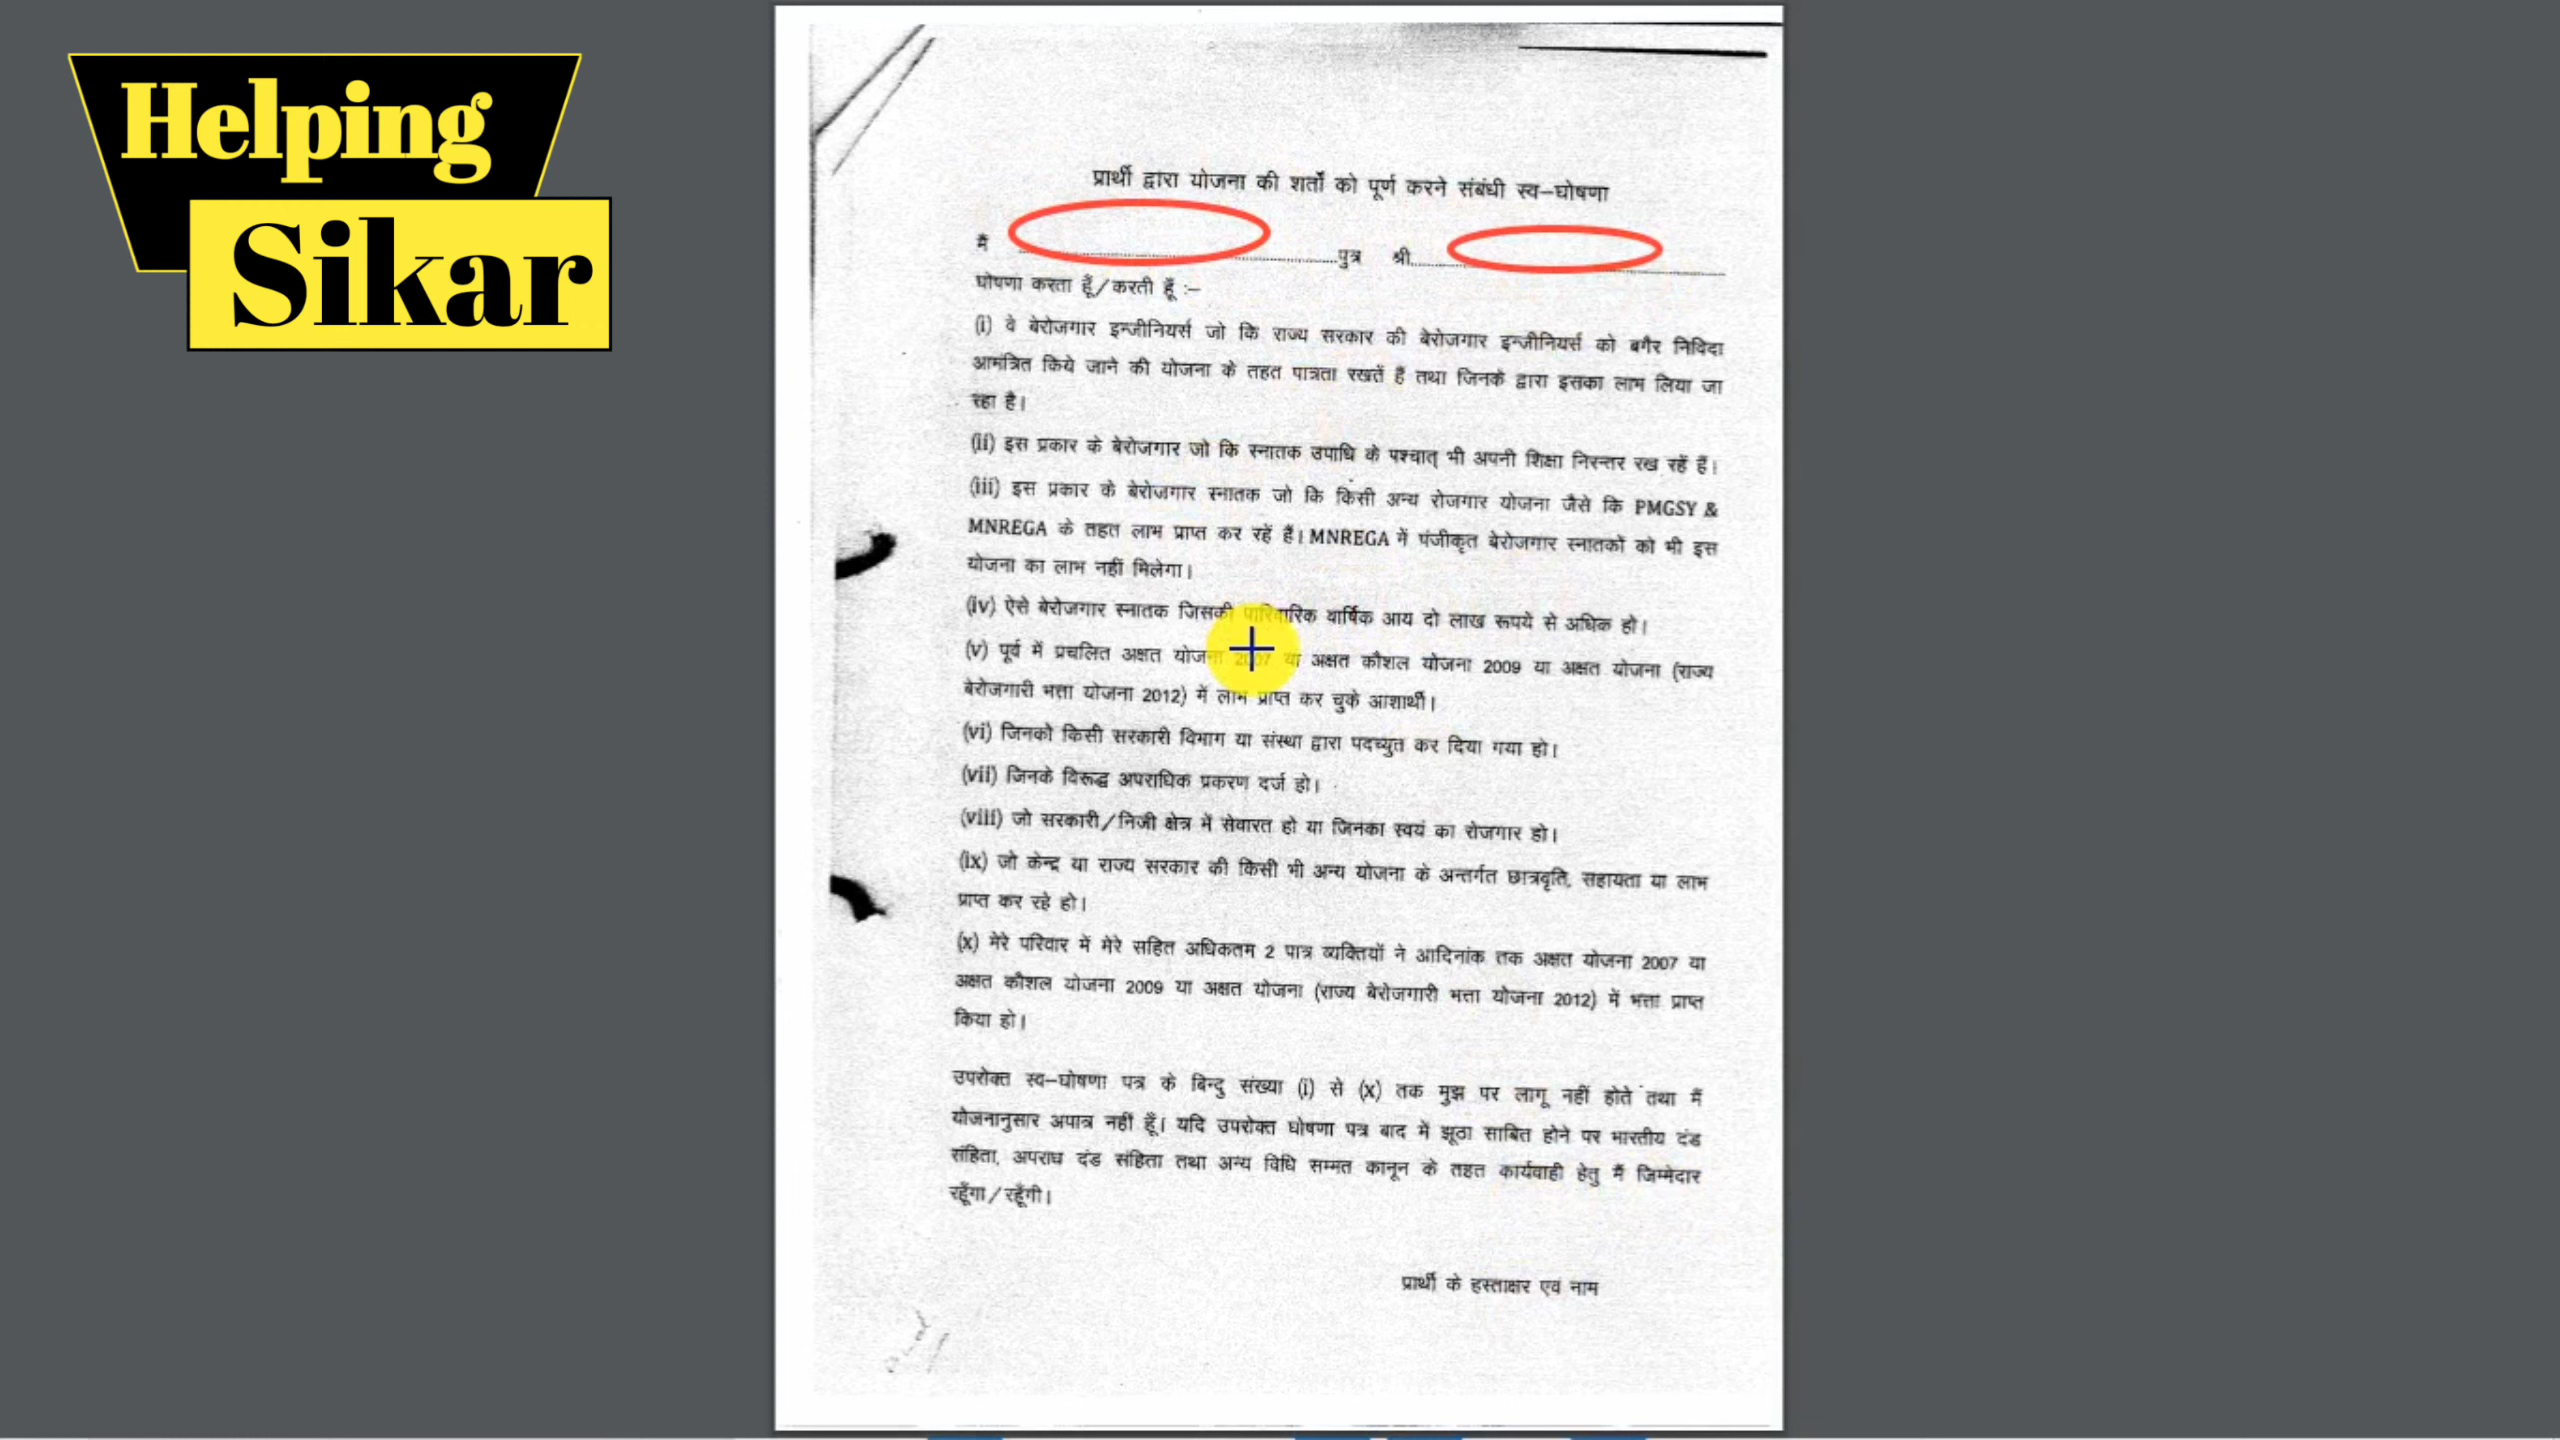 Helping
Sikar
प्रार्थी द्वारा योजना की शर्तों को पूर्ण करने संबंधी स्व–घोषणा
मैं ........................पुत्र श्री........................
घोषणा करता हूँ/करती हूँ :–
(i) वे बेरोजगार इन्जीनियर्स जो कि राज्य सरकार की बेरोजगार इन्जीनियर्स को बगैर निविदा
आमंत्रित किये जाने की योजना के तहत पात्रता रखतें हैं तथा जिनके द्वारा इसका लाभ लिया जा
रहा है।
(ii) इस प्रकार के बेरोजगार जो कि स्नातक उपाधि के पश्चात् भी अपनी शिक्षा निरन्तर रख रहें हैं।
(iii) इस प्रकार के बेरोजगार स्नातक जो कि किसी अन्य रोजगार योजना जैसे कि PMGSY &
MNREGA के तहत लाभ प्राप्त कर रहें हैं। MNREGA में पंजीकृत बेरोजगार स्नातकों को भी इस
योजना का लाभ नहीं मिलेगा।
(iv) ऐसे बेरोजगार स्नातक जिसकी पारिवारिक वार्षिक आय दो लाख रूपये से अधिक हो।
(v) पूर्व में प्रचलित अक्षत योजना 2007 या अक्षत कौशल योजना 2009 या अक्षत योजना (राज्य
बेरोजगारी भत्ता योजना 2012) में लाभ प्राप्त कर चुके आशार्थी।
(vi) जिनको किसी सरकारी विभाग या संस्था द्वारा पदच्युत कर दिया गया हो।
(vii) जिनके विरूद्ध अपराधिक प्रकरण दर्ज हो।
(viii) जो सरकारी/निजी क्षेत्र में सेवारत हो या जिनका स्वयं का रोजगार हो।
(ix) जो केन्द्र या राज्य सरकार की किसी भी अन्य योजना के अन्तर्गत छात्रवृति, सहायता या लाभ
प्राप्त कर रहे हो।
(x) मेरे परिवार में मेरे सहित अधिकतम 2 पात्र व्यक्तियों ने आदिनांक तक अक्षत योजना 2007 या
अक्षत कौशल योजना 2009 या अक्षत योजना (राज्य बेरोजगारी भत्ता योजना 2012) में भत्ता प्राप्त
किया हो।
उपरोक्त स्व–घोषणा पत्र के बिन्दु संख्या (i) से (x) तक मुझ पर लागू नहीं होते तथा मैं
योजनानुसार अपात्र नहीं हूँ। यदि उपरोक्त घोषणा पत्र बाद में झूठा साबित होने पर भारतीय दंड
संहिता, अपराध दंड संहिता तथा अन्य विधि सम्मत कानून के तहत कार्यवाही हेतु मैं जिम्मेदार
रहूँगा/रहूँगी।
प्रार्थी के हस्ताक्षर एवं नाम